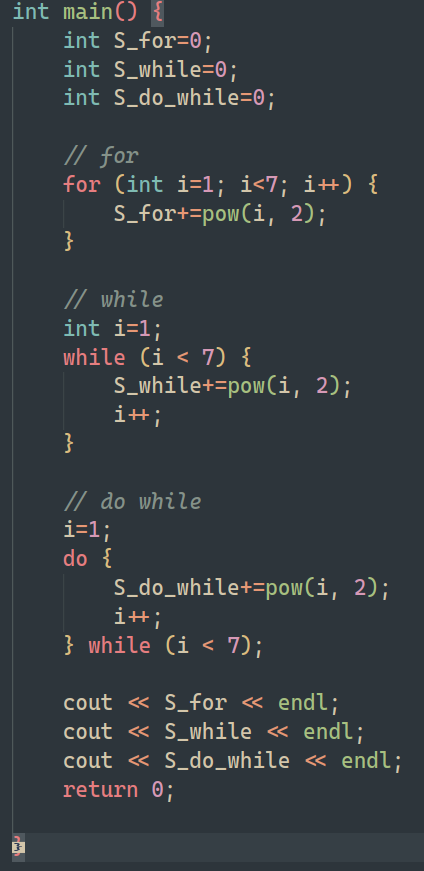 int main() {
int S_for=0;
int S_while=0;
int S_do_while=0;
// for
for (int i=1; i<7; i++) {
S_for+=pow(i, 2);
}
// while
int i=1;
while (i < 7) {
S_while+=pow(i, 2);
i++;
}
// do while
i=1;
do {
S_do_while+=pow(i, 2);
i++;
} while (i < 7);
cout << S_for << endl;
cout << S_while << endl;
cout << S_do_while << endl;
return 0;
}